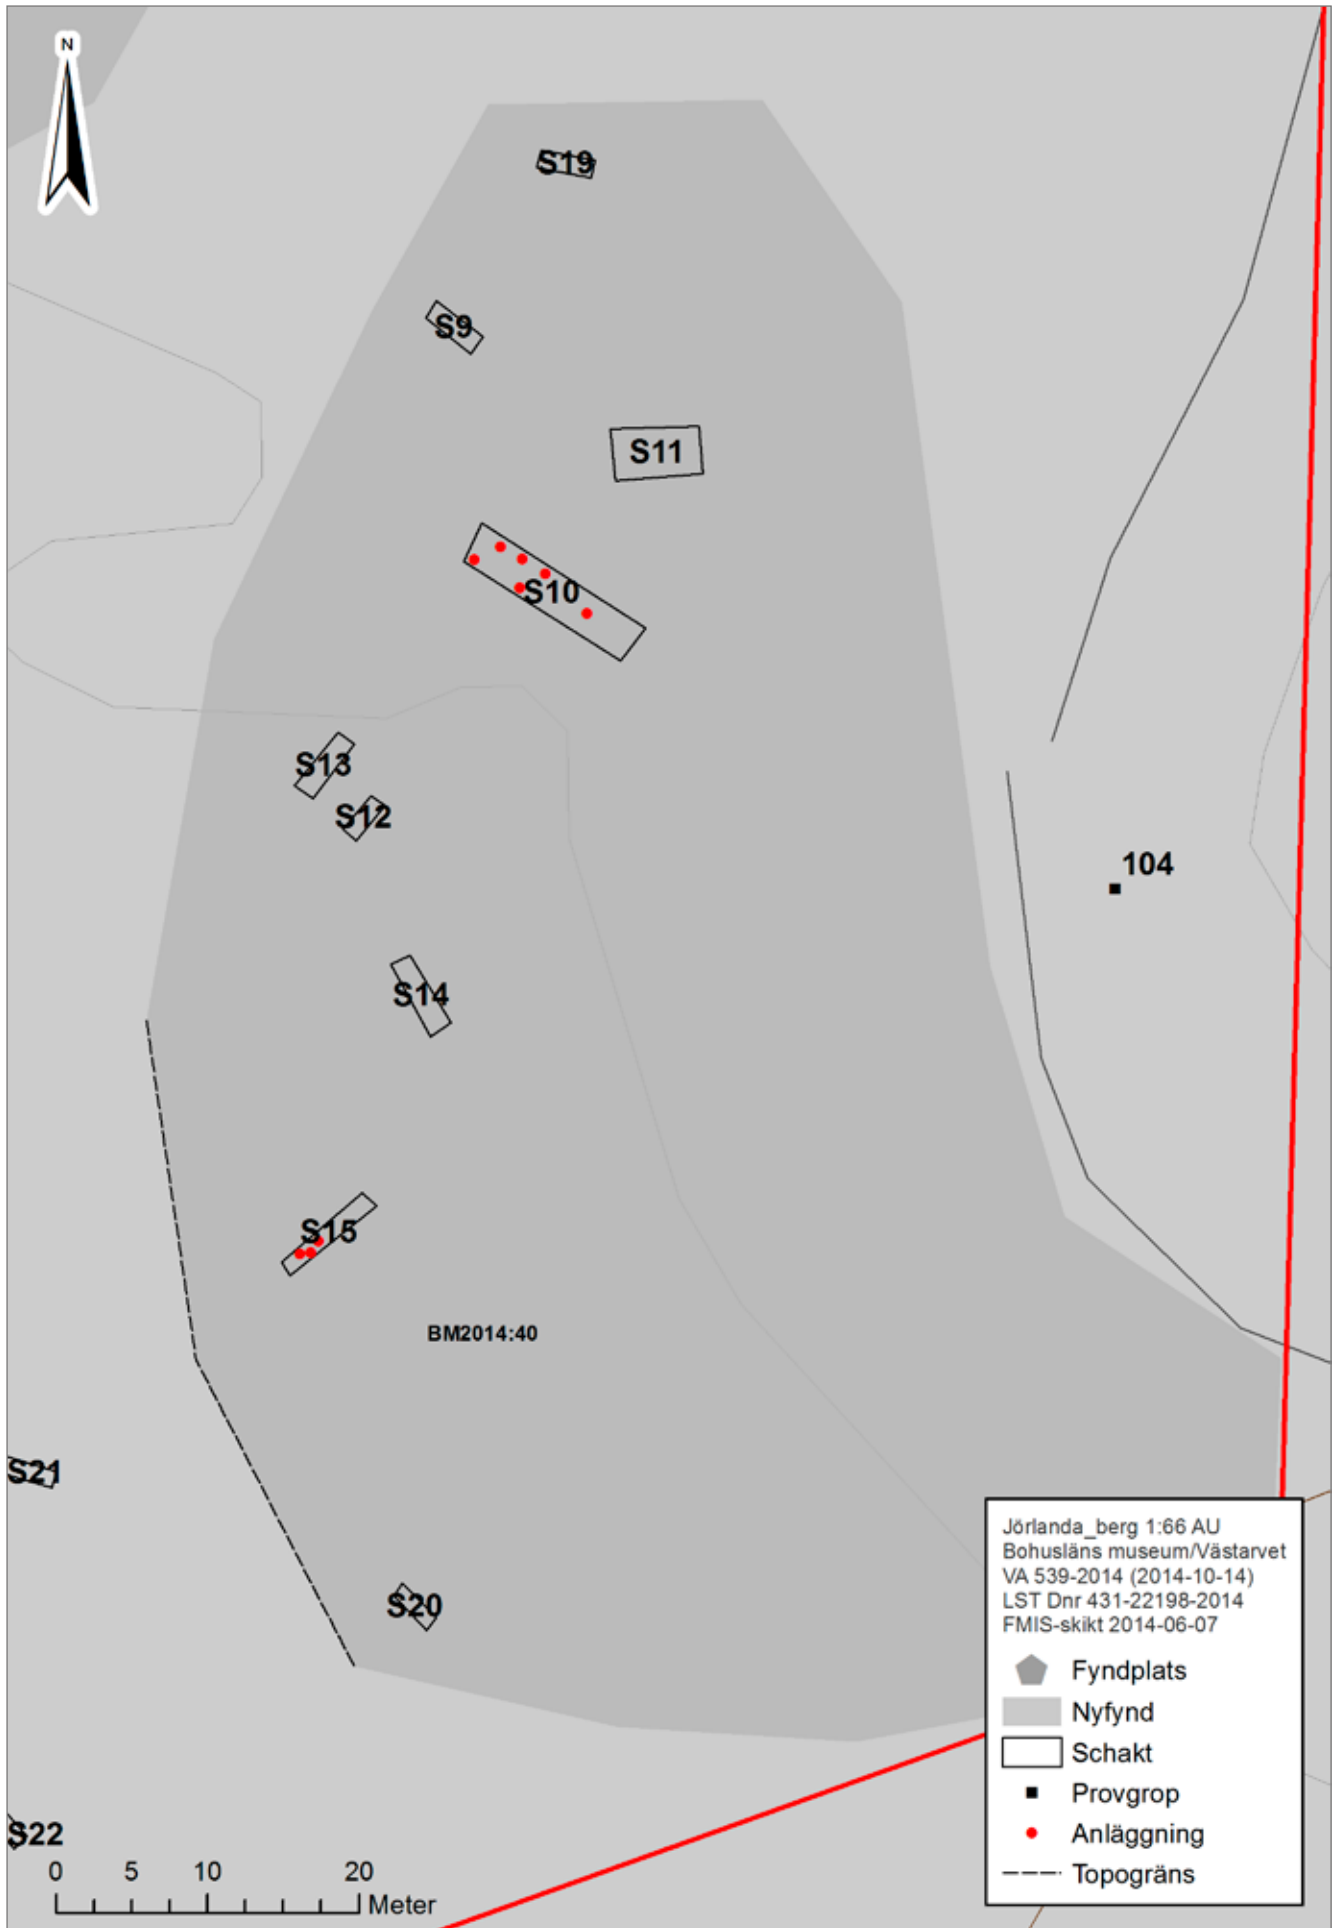 N
S19
S9
S11
S10
S13
S12
104
S14
S15
BM2014:40
S21
S20
S22
0 5 10 20
Meter
Jörlanda_berg 1:66 AU
Bohusläns museum/Västarvet
VA 539-2014 (2014-10-14)
LST Dnr 431-22198-2014
FMIS-skikt 2014-06-07
Fyndplats
Nyfynd
Schakt
Provgrop
Anläggning
Topogräns